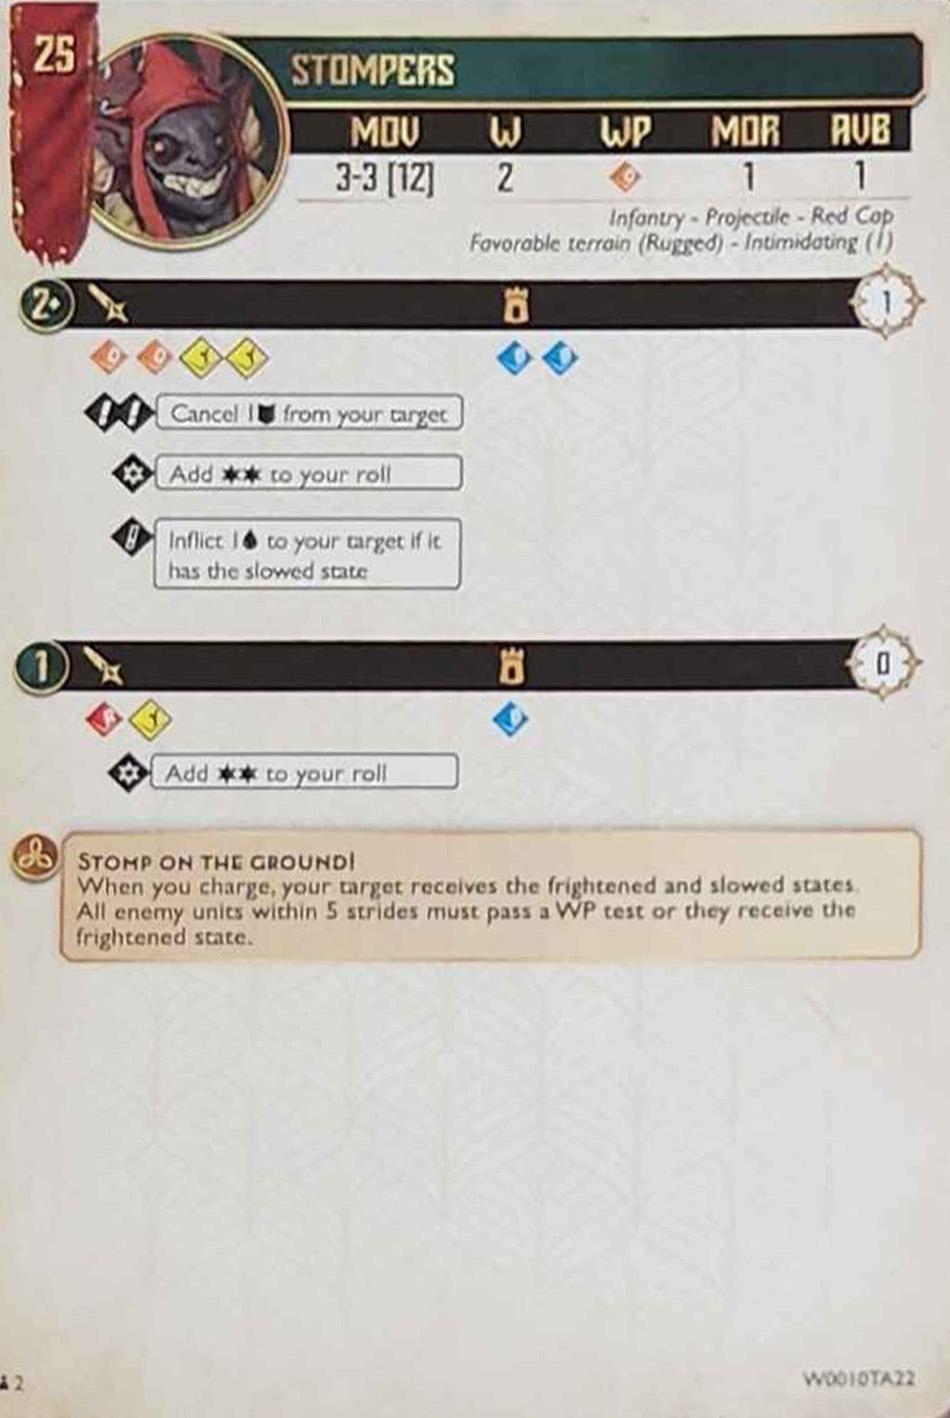 25
STOMPERS
MOV W WP MOR AVB
3-3 [12] 2 O 1 1
Infantry - Projectile - Red Cap
Favorable terrain (Rugged) - Intimidating (1)
2+ 1
O O Y Y B B
Cancel 1 from your target
Add ✶✶ to your roll
Inflict 1 to your target if it
has the slowed state
1 0
R Y B
Add ✶✶ to your roll
STOMP ON THE GROUND!
When you charge, your target receives the frightened and slowed states.
All enemy units within 5 strides must pass a WP test or they receive the
frightened state.
2
W0010TA22